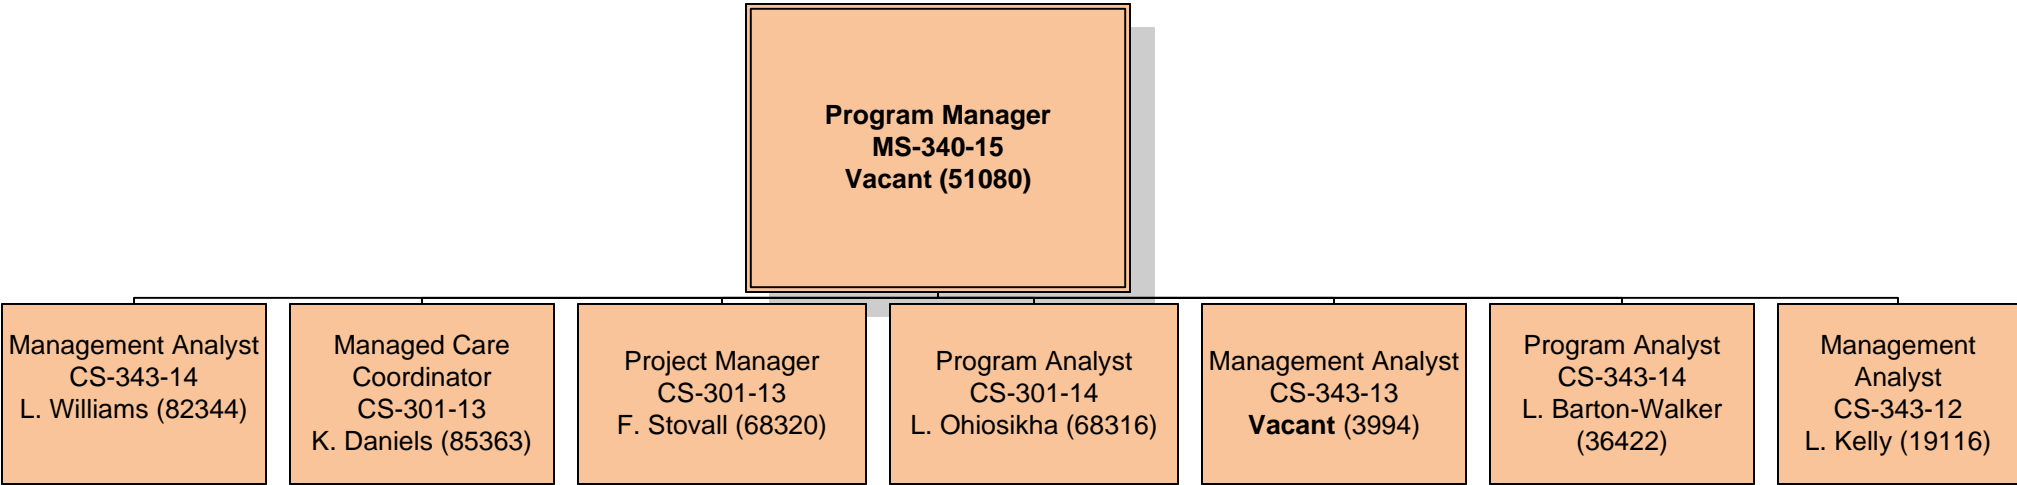 Program Manager
MS-340-15
Vacant (51080)
Management Analyst
CS-343-14
L. Williams (82344)
Managed Care
Coordinator
CS-301-13
K. Daniels (85363)
Project Manager
CS-301-13
F. Stovall (68320)
Program Analyst
CS-301-14
L. Ohiosikha (68316)
Management Analyst
CS-343-13
Vacant (3994)
Program Analyst
CS-343-14
L. Barton-Walker
(36422)
Management
Analyst
CS-343-12
L. Kelly (19116)